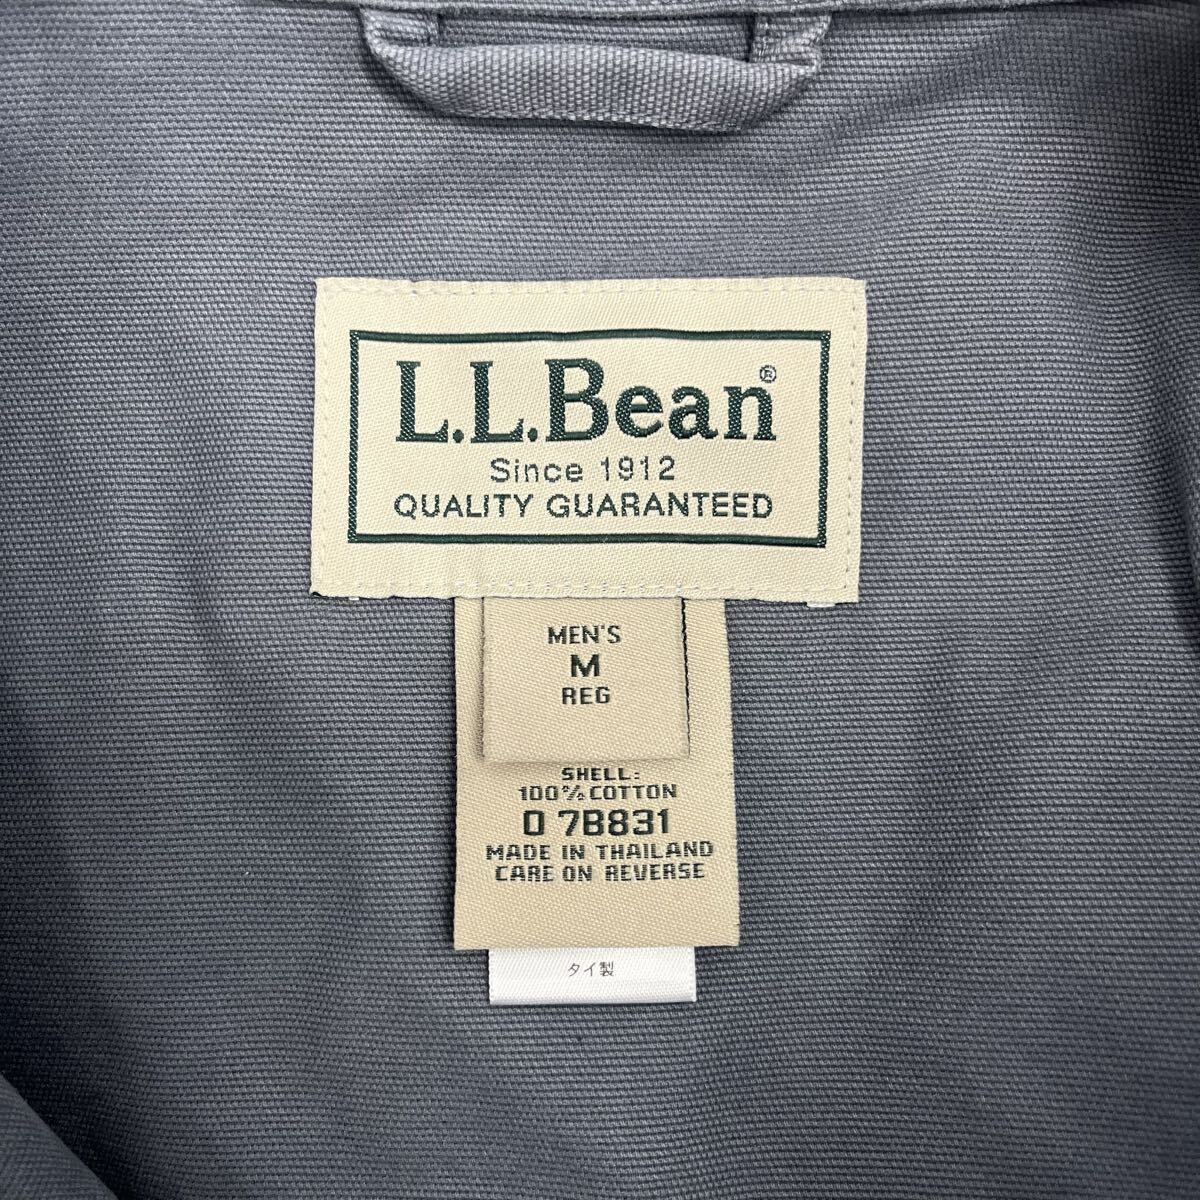 L.L.Bean®
Since 1912
QUALITY GUARANTEED
MEN'S
M
REG
SHELL:
100% COTTON
0 7B831
MADE IN THAILAND
CARE ON REVERSE
タイ製